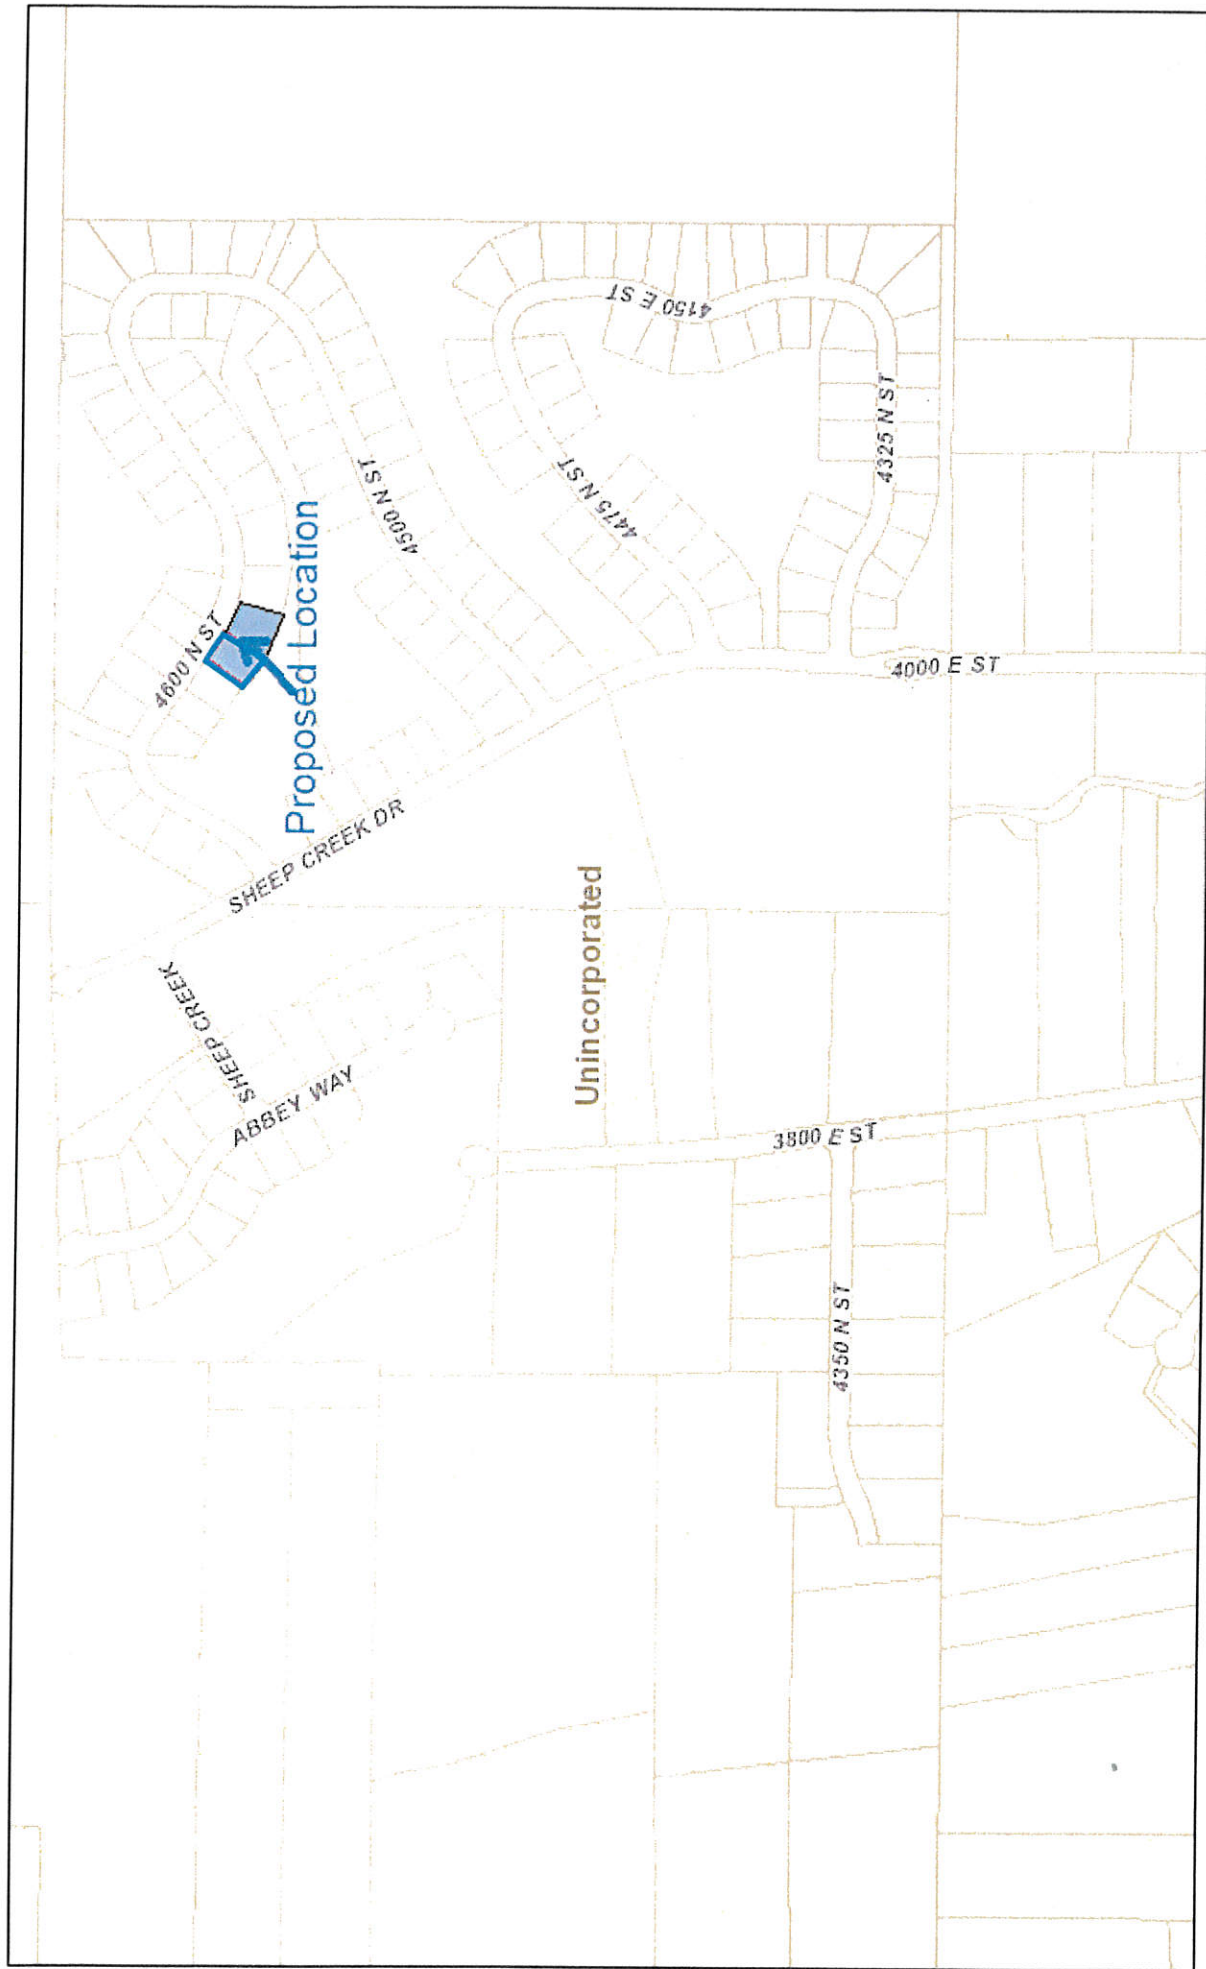 4600 N ST
Proposed Location
4500 N ST
4150 E ST
4475 N ST
4325 N ST
4000 E ST
SHEEP CREEK DR
SHEEP CREEK
ABBEY WAY
Unincorporated
3800 E ST
4350 N ST